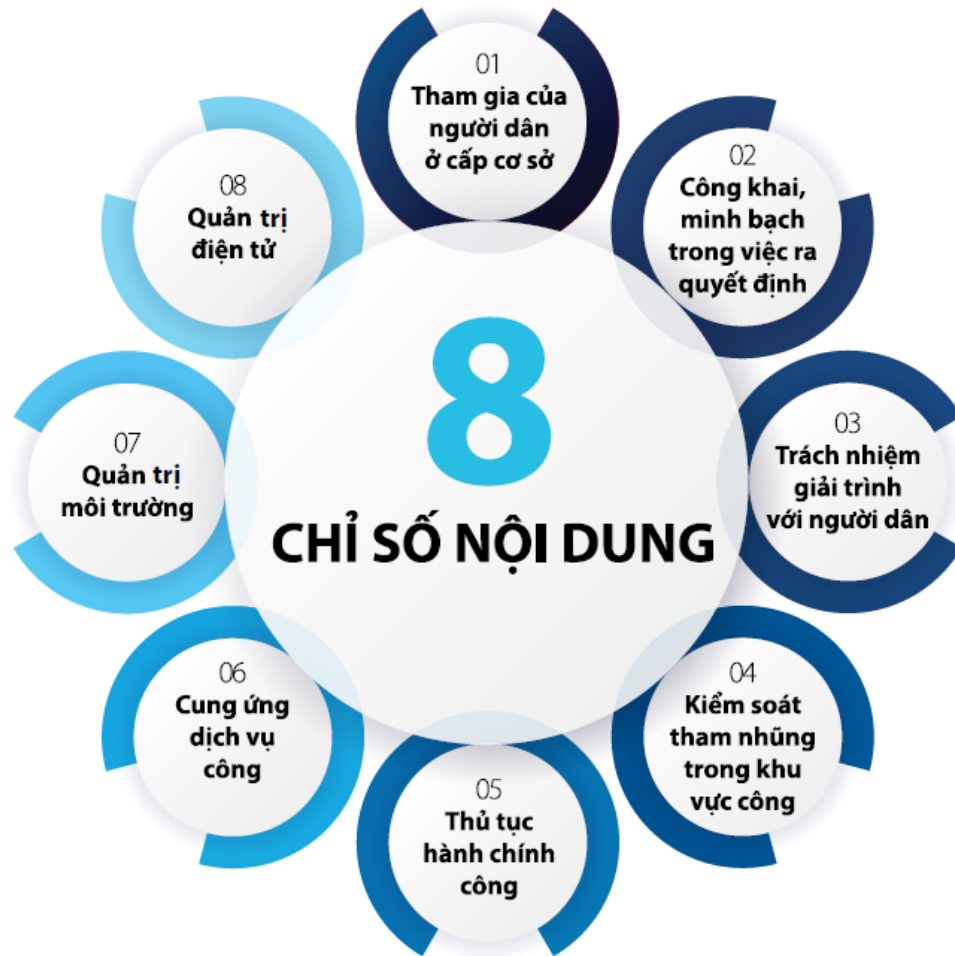 8
CHỈ SỐ NỘI DUNG
01
Tham gia của
người dân
ở cấp cơ sở
02
Công khai,
minh bạch
trong việc ra
quyết định
03
Trách nhiệm
giải trình
với người dân
04
Kiểm soát
tham nhũng
trong khu
vực công
05
Thủ tục
hành chính
công
06
Cung ứng
dịch vụ
công
07
Quản trị
môi trường
08
Quản trị
điện tử